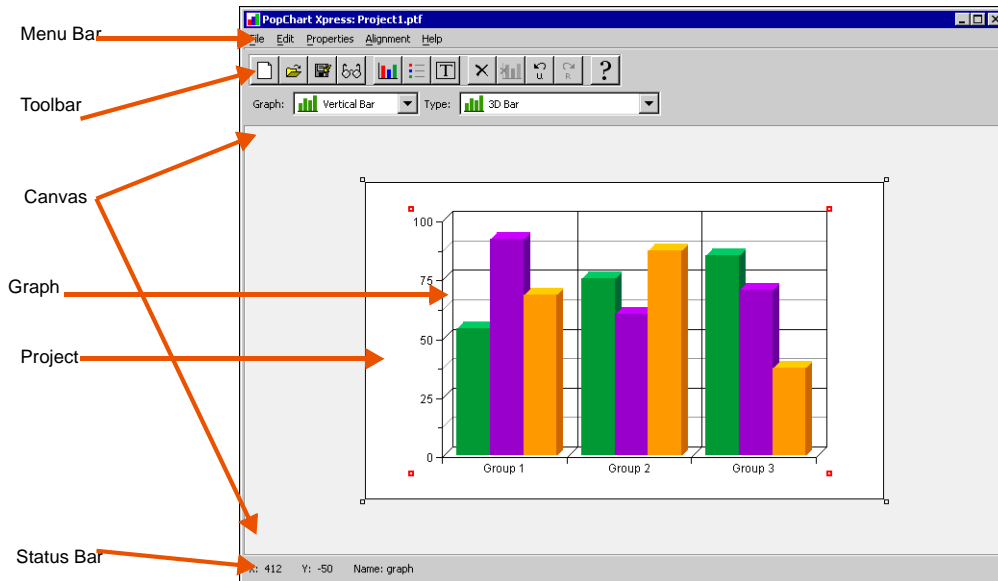 PopChart Xpress: Project1.ptf
Menu Bar
File Edit Properties Alignment Help
T u R ?
Toolbar
Graph: Vertical Bar Type: 3D Bar
Canvas
100
75
Graph
50
Project
25
0
Group 1 Group 2 Group 3
Status Bar
X: 412 Y: -50 Name: graph